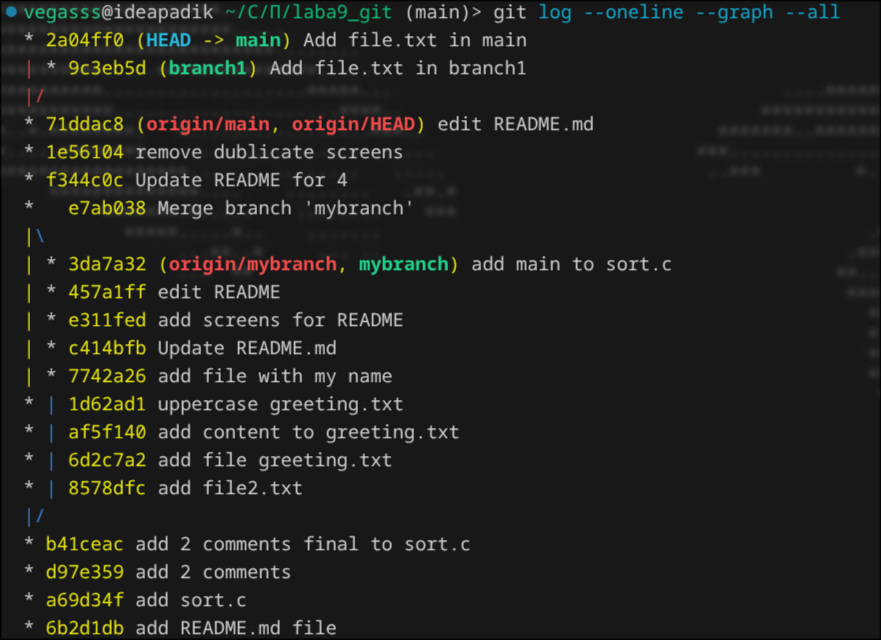 vegasss@ideapadik ~/С/П/laba9_git (main)> git log --oneline --graph --all
* 2a04ff0 (HEAD -> main) Add file.txt in main
| * 9c3eb5d (branch1) Add file.txt in branch1
|/
* 71ddac8 (origin/main, origin/HEAD) edit README.md
* 1e56104 remove dublicate screens
* f344c0c Update README for 4
*   e7ab038 Merge branch 'mybranch'
|\
| * 3da7a32 (origin/mybranch, mybranch) add main to sort.c
| * 457a1ff edit README
| * e311fed add screens for README
| * c414bfb Update README.md
| * 7742a26 add file with my name
* | 1d62ad1 uppercase greeting.txt
* | af5f140 add content to greeting.txt
* | 6d2c7a2 add file greeting.txt
* | 8578dfc add file2.txt
|/
* b41ceac add 2 comments final to sort.c
* d97e359 add 2 comments
* a69d34f add sort.c
* 6b2d1db add README.md file